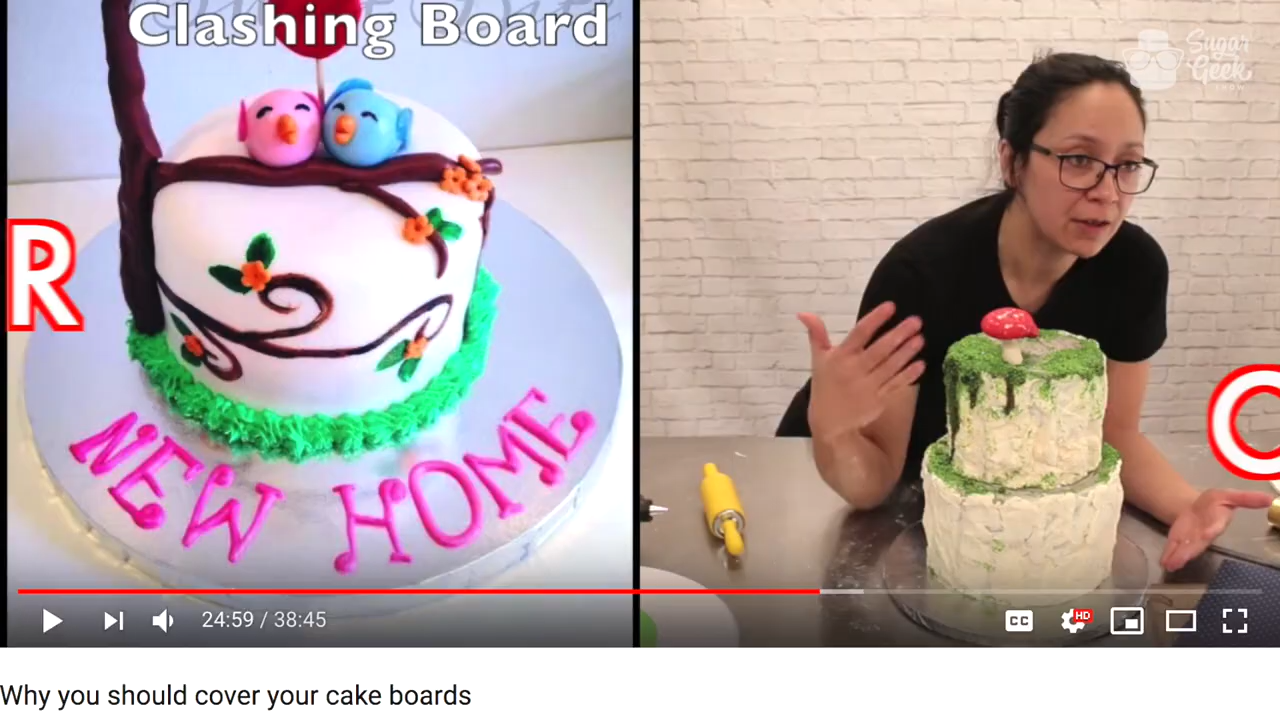 Clashing Board
Sugar
Geek
SHOW
R
C
NEW HOME
24:59 / 38:45
CC
HD
Why you should cover your cake boards